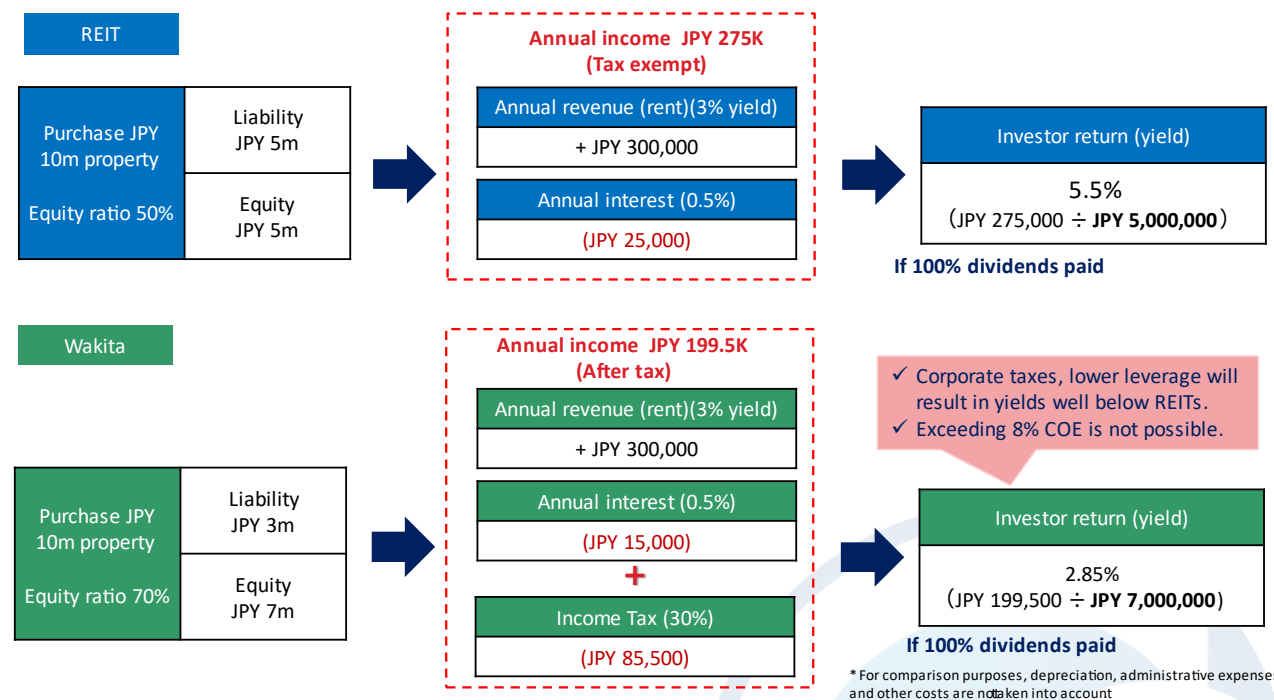 REIT
Purchase JPY
10m property
Equity ratio 50%
Liability
JPY 5m
Equity
JPY 5m
Annual income  JPY 275K
(Tax exempt)
Annual revenue (rent)(3% yield)
+ JPY 300,000
Annual interest (0.5%)
(JPY 25,000)
Investor return (yield)
5.5%
(JPY 275,000 ÷ JPY 5,000,000)
If 100% dividends paid
Wakita
Purchase JPY
10m property
Equity ratio 70%
Liability
JPY 3m
Equity
JPY 7m
Annual income  JPY 199.5K
(After tax)
Annual revenue (rent)(3% yield)
+ JPY 300,000
Annual interest (0.5%)
(JPY 15,000)
+
Income Tax (30%)
(JPY 85,500)
✓ Corporate taxes, lower leverage will
result in yields well below REITs.
✓ Exceeding 8% COE is not possible.
Investor return (yield)
2.85%
(JPY 199,500 ÷ JPY 7,000,000)
If 100% dividends paid
* For comparison purposes, depreciation, administrative expenses
and other costs are not taken into account